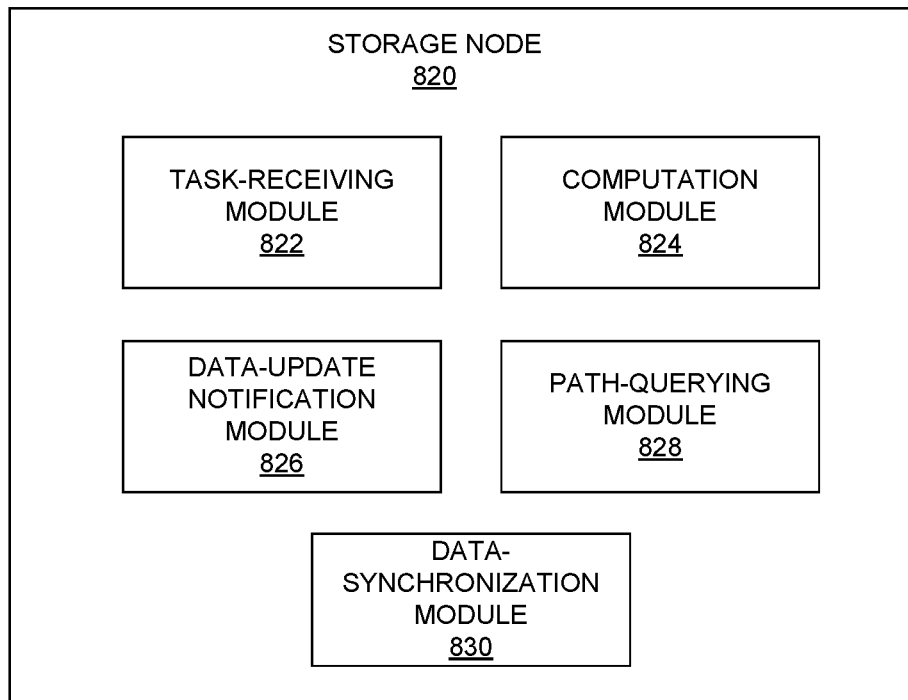 STORAGE NODE
820
TASK-RECEIVING
MODULE
822
COMPUTATION
MODULE
824
DATA-UPDATE
NOTIFICATION
MODULE
826
PATH-QUERYING
MODULE
828
DATA-
SYNCHRONIZATION
MODULE
830